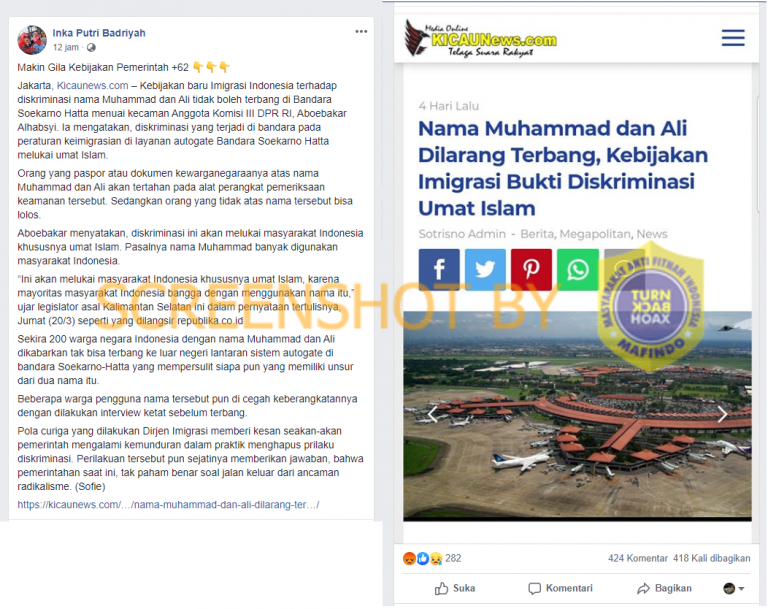 Inka Putri Badriyah
12 jam
Makin Gila Kebijakan Pemerintah +62 👇👇👇
Jakarta, Kicaunews.com – Kebijakan baru Imigrasi Indonesia terhadap
diskriminasi nama Muhammad dan Ali tidak boleh terbang di Bandara
Soekarno Hatta menuai kecaman Anggota Komisi III DPR RI, Aboebakar
Alhabsyi. Ia mengatakan, diskriminasi yang terjadi di bandara pada
peraturan keimigrasian di layanan autogate Bandara Soekarno Hatta
melukai umat Islam.
Orang yang paspor atau dokumen kewarganegaraanya atas nama
Muhammad dan Ali akan tertahan pada alat perangkat pemeriksaan
keamanan tersebut. Sedangkan orang yang tidak atas nama tersebut bisa
lolos.
Aboebakar menyatakan, diskriminasi ini akan melukai masyarakat Indonesia
khususnya umat Islam. Pasalnya nama Muhammad banyak digunakan
masyarakat Indonesia.
“Ini akan melukai masyarakat Indonesia khususnya umat Islam, karena
mayoritas masyarakat Indonesia bangga dengan menggunakan nama itu,”
ujar legislator asal Kalimantan Selatan ini dalam pernyataan tertulisnya,
Jumat (20/3) seperti yang dilangsir republika.co.id
Sekira 200 warga negara Indonesia dengan nama Muhammad dan Ali
dikabarkan tak bisa terbang ke luar negeri lantaran sistem autogate di
bandara Soekarno-Hatta yang mempersulit siapa pun yang memiliki unsur
dari dua nama itu.
Beberapa warga pengguna nama tersebut pun di cegah keberangkatannya
dengan dilakukan interview ketat sebelum terbang.
Pola curiga yang dilakukan Dirjen Imigrasi memberi kesan seakan-akan
pemerintah mengalami kemunduran dalam praktik menghapus prilaku
diskriminasi. Perilakuan tersebut pun sejatinya memberikan jawaban, bahwa
pemerintahan saat ini, tak paham benar soal jalan keluar dari ancaman
radikalisme. (Sofie)
https://kicaunews.com/…/nama-muhammad-dan-ali-dilarang-ter…/
Media Online
KICAUNews.com
Telaga Suara Rakyat
4 Hari Lalu
Nama Muhammad dan Ali
Dilarang Terbang, Kebijakan
Imigrasi Bukti Diskriminasi
Umat Islam
Sotrisno Admin - Berita, Megapolitan, News
SCREENSHOT BY
MASYARAKAT ANTI FITNAH INDONESIA
TURN
BACK
HOAX
MAFINDO
282
424 Komentar 418 Kali dibagikan
Suka
Komentari
Bagikan